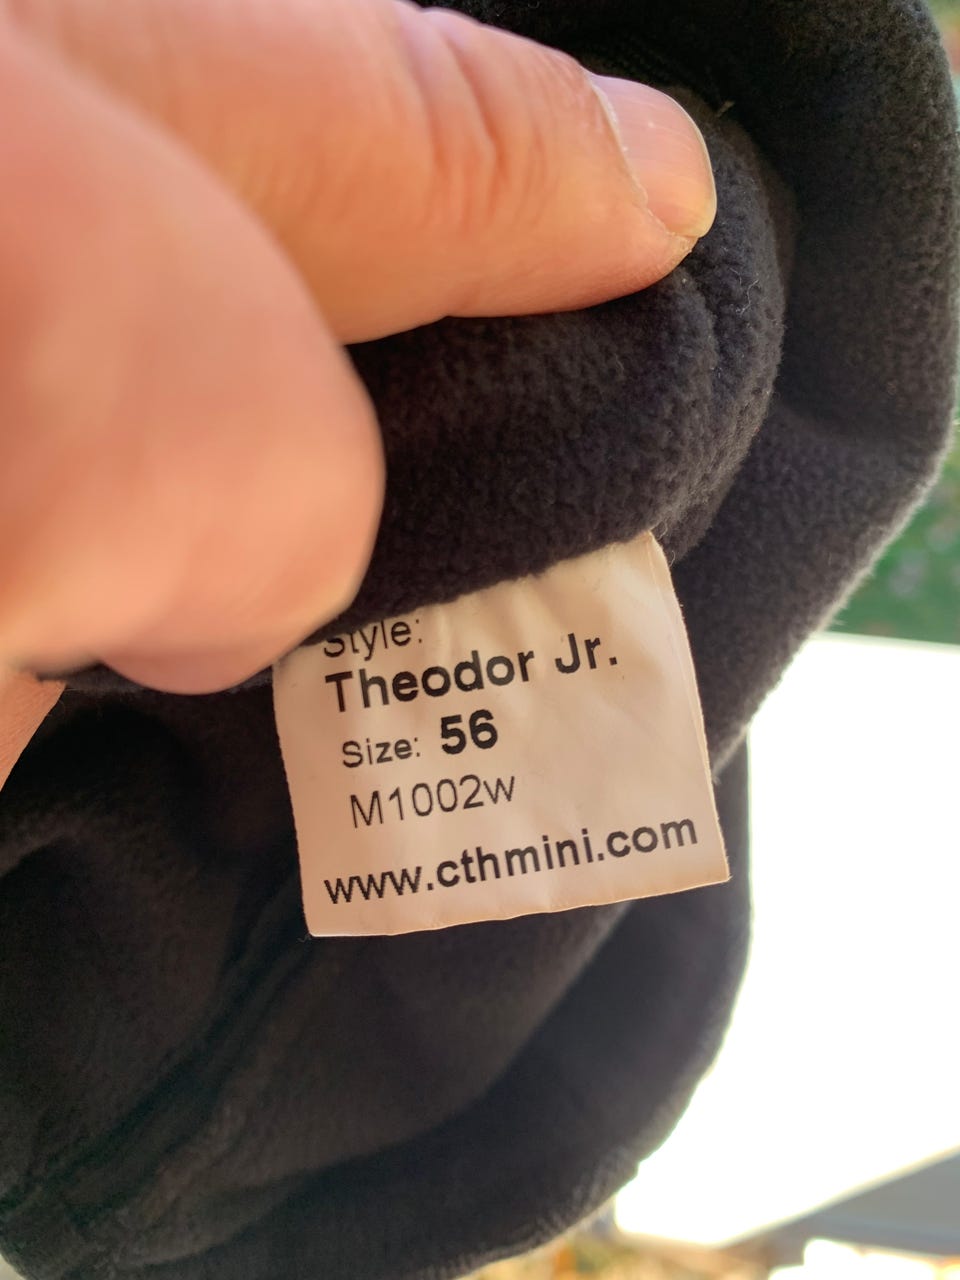 Style:
Theodor Jr.
Size: 56
M1002w
www.cthmini.com